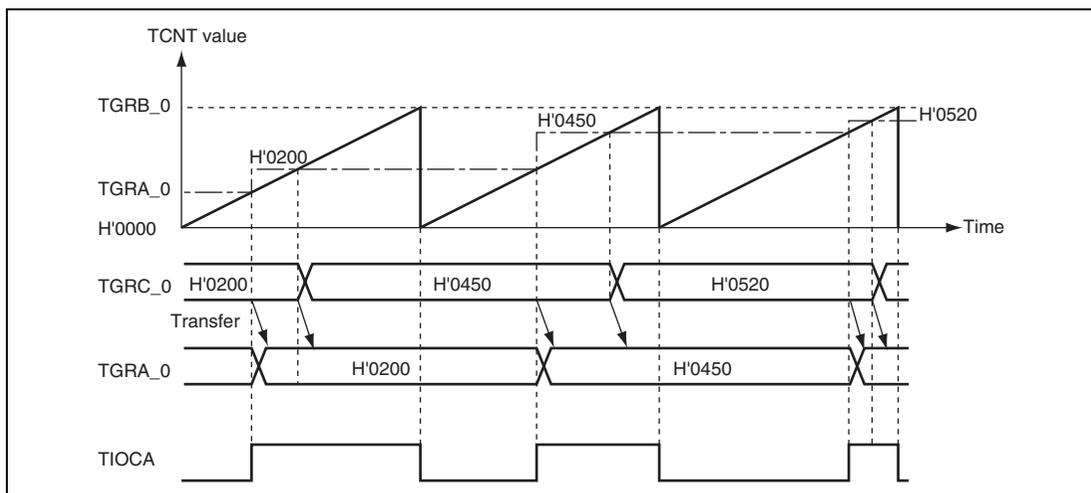 TCNT value
TGRB_0
H'0520
H'0450
H'0200
TGRA_0
H'0000
Time
TGRC_0
H'0200
H'0450
H'0520
Transfer
TGRA_0
H'0200
H'0450
TIOCA